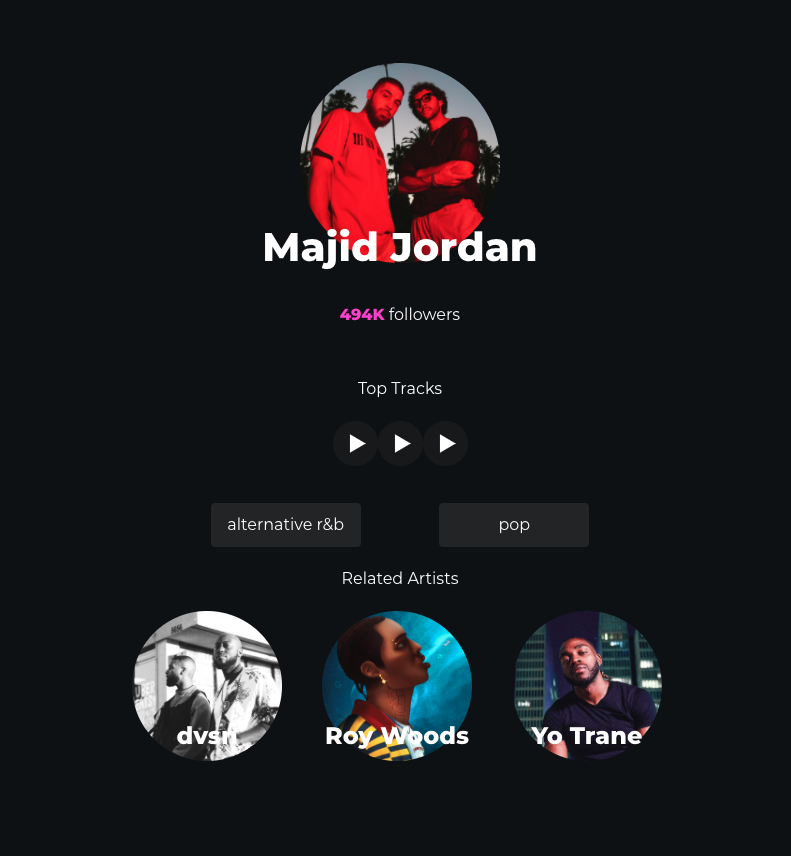 Majid Jordan
494K followers
Top Tracks
alternative r&b
pop
Related Artists
dvsn
Roy Woods
Yo Trane